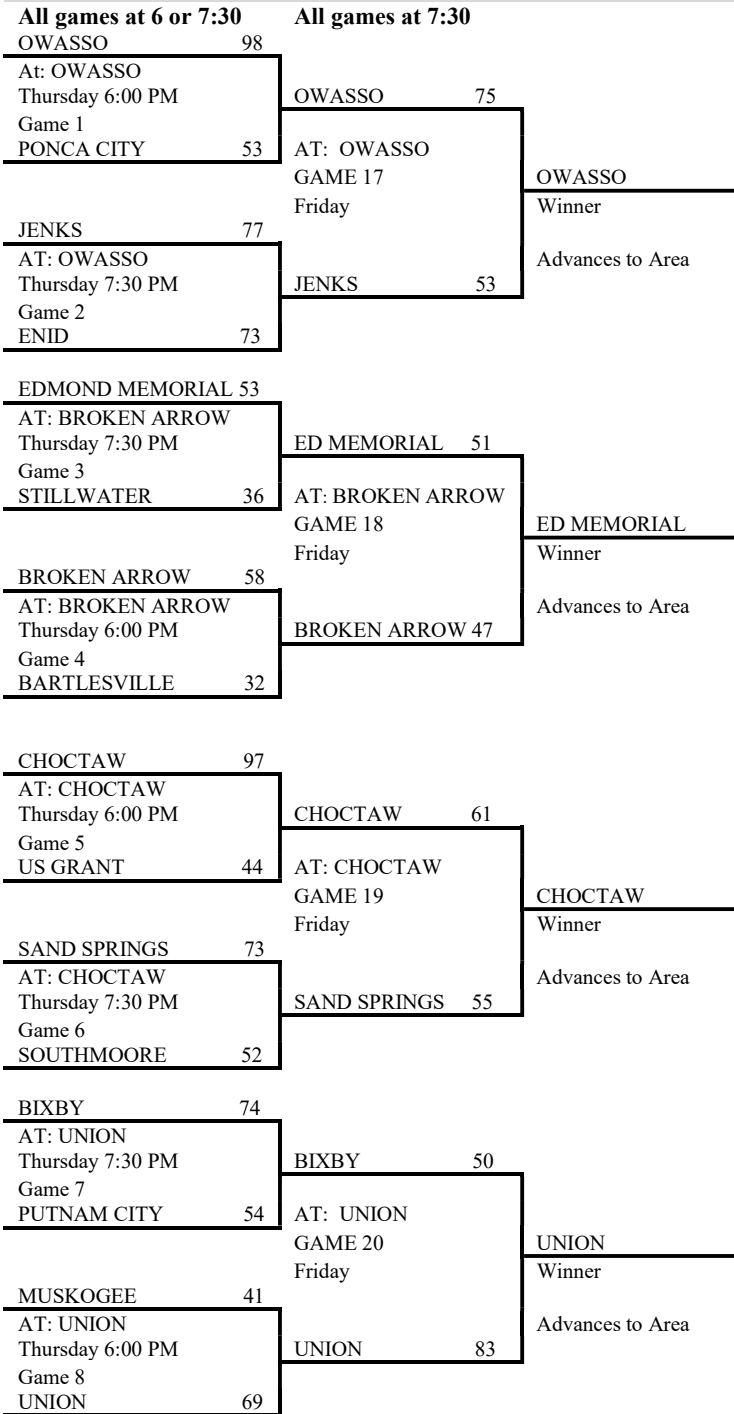 All games at 6 or 7:30 All games at 7:30
OWASSO 98
At: OWASSO
Thursday 6:00 PM
Game 1
PONCA CITY 53
OWASSO 75
AT: OWASSO
GAME 17
Friday
JENKS 77
AT: OWASSO
Thursday 7:30 PM
Game 2
ENID 73
JENKS 53
OWASSO
Winner
Advances to Area
EDMOND MEMORIAL 53
AT: BROKEN ARROW
Thursday 7:30 PM
Game 3
STILLWATER 36
ED MEMORIAL 51
AT: BROKEN ARROW
GAME 18
Friday
BROKEN ARROW 58
AT: BROKEN ARROW
Thursday 6:00 PM
Game 4
BARTLESVILLE 32
BROKEN ARROW 47
ED MEMORIAL
Winner
Advances to Area
CHOCTAW 97
AT: CHOCTAW
Thursday 6:00 PM
Game 5
US GRANT 44
CHOCTAW 61
AT: CHOCTAW
GAME 19
Friday
SAND SPRINGS 73
AT: CHOCTAW
Thursday 7:30 PM
Game 6
SOUTHMOORE 52
SAND SPRINGS 55
CHOCTAW
Winner
Advances to Area
BIXBY 74
AT: UNION
Thursday 7:30 PM
Game 7
PUTNAM CITY 54
BIXBY 50
AT: UNION
GAME 20
Friday
MUSKOGEE 41
AT: UNION
Thursday 6:00 PM
Game 8
UNION 69
UNION 83
UNION
Winner
Advances to Area